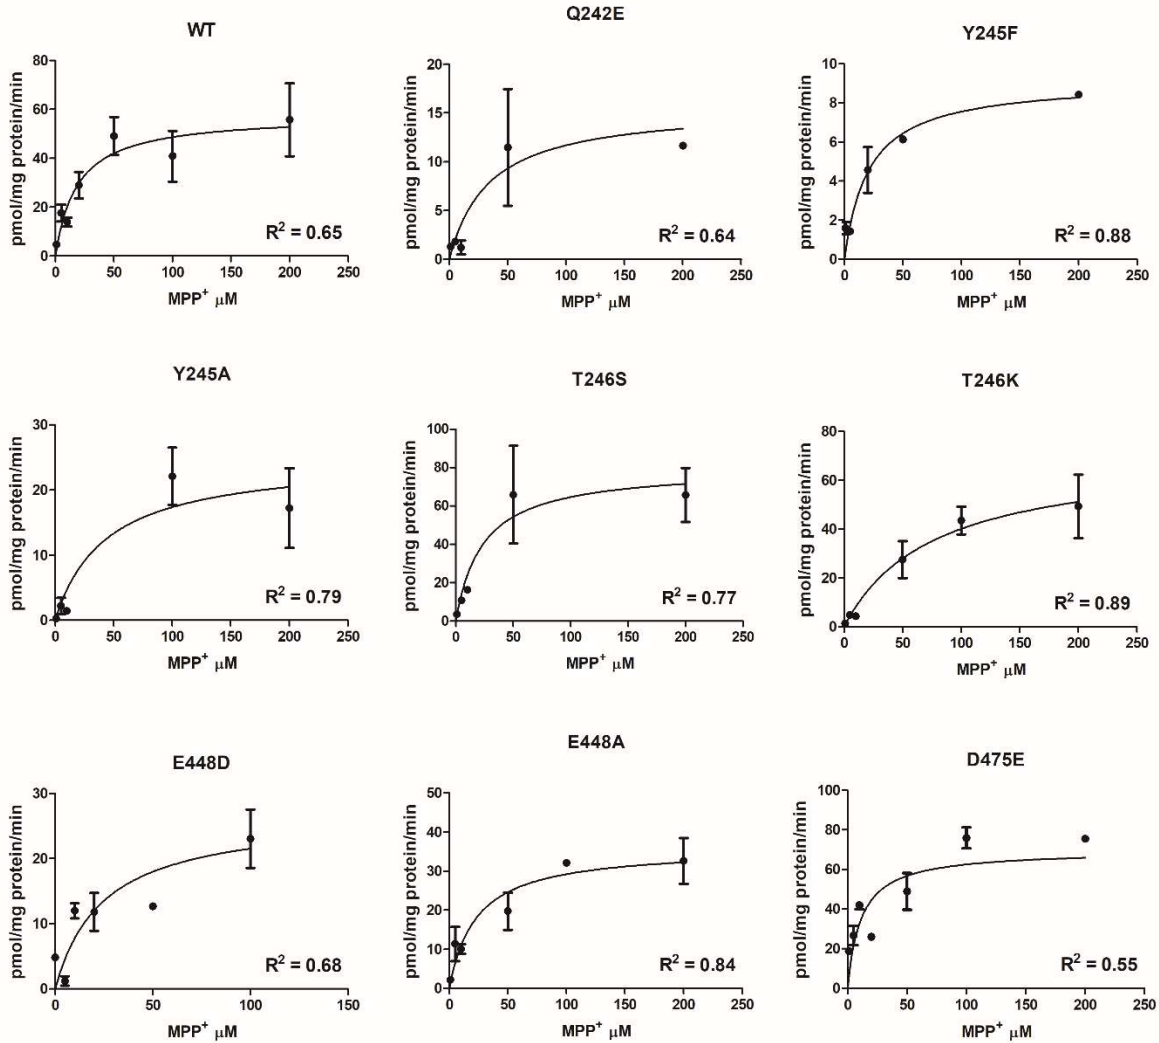 WT
pmol/mg protein/min
80
60
40
20
0
0 50 100 150 200 250
R² = 0.65
MPP⁺ μM
Q242E
pmol/mg protein/min
20
15
10
5
0
0 50 100 150 200 250
R² = 0.64
MPP⁺ μM
Y245F
pmol/mg protein/min
10
8
6
4
2
0
0 50 100 150 200 250
R² = 0.88
MPP⁺ μM
Y245A
pmol/mg protein/min
30
20
10
0
0 50 100 150 200 250
R² = 0.79
MPP⁺ μM
T246S
pmol/mg protein/min
100
80
60
40
20
0
0 50 100 150 200 250
R² = 0.77
MPP⁺ μM
T246K
pmol/mg protein/min
80
60
40
20
0
0 50 100 150 200 250
R² = 0.89
MPP⁺ μM
E448D
pmol/mg protein/min
30
20
10
0
0 50 100 150
R² = 0.68
MPP⁺ μM
E448A
pmol/mg protein/min
50
40
30
20
10
0
0 50 100 150 200 250
R² = 0.84
MPP⁺ μM
D475E
pmol/mg protein/min
100
80
60
40
20
0
0 50 100 150 200 250
R² = 0.55
MPP⁺ μM